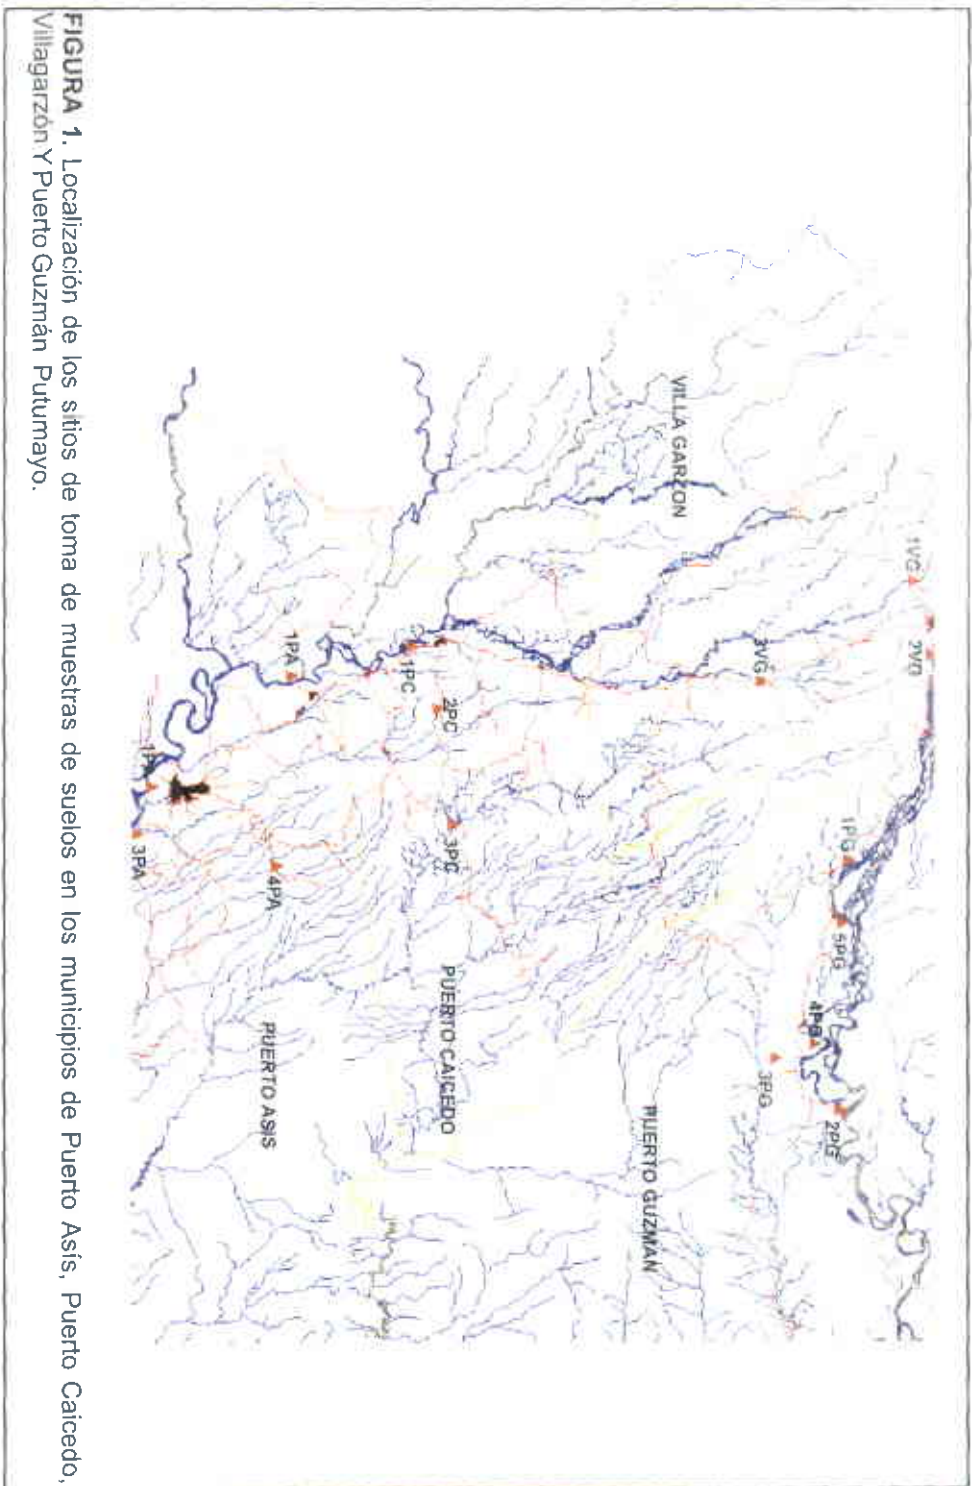 1VG
2VG
3VG
VILLA GARZON
1PG
5PG
4PG
3PG
2PG
PUERTO GUZMAN
1PC
2PC
3PC
PUERTO CAICEDO
1PA
4PA
PUERTO ASIS
1PA
3PA
FIGURA 1. Localización de los sitios de toma de muestras de suelos en los municipios de Puerto Asís, Puerto Caicedo,
Villagarzón Y Puerto Guzmán Putumayo.